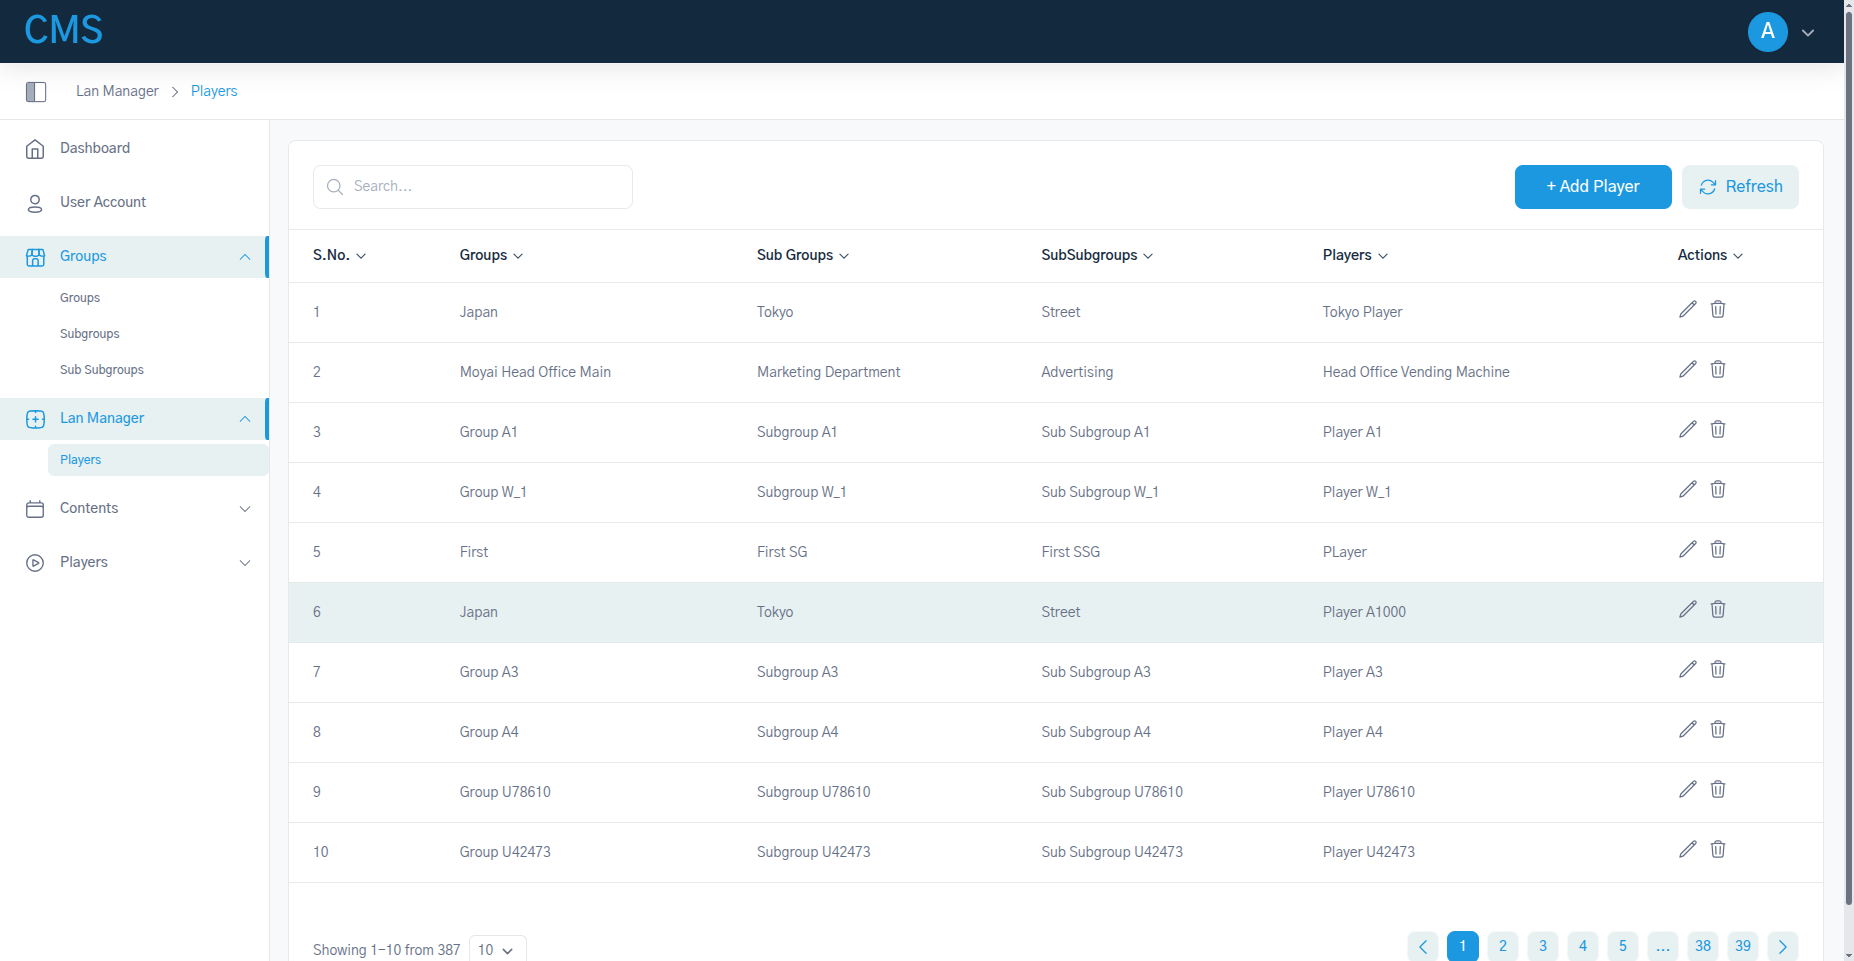 CMS
A
Lan Manager > Players
Dashboard
User Account
Groups
Groups
Subgroups
Sub Subgroups
Lan Manager
Players
Contents
Players
Search...
+ Add Player
Refresh
S.No. Groups Sub Groups SubSubgroups Players Actions
1 Japan Tokyo Street Tokyo Player
2 Moyai Head Office Main Marketing Department Advertising Head Office Vending Machine
3 Group A1 Subgroup A1 Sub Subgroup A1 Player A1
4 Group W_1 Subgroup W_1 Sub Subgroup W_1 Player W_1
5 First First SG First SSG PLayer
6 Japan Tokyo Street Player A1000
7 Group A3 Subgroup A3 Sub Subgroup A3 Player A3
8 Group A4 Subgroup A4 Sub Subgroup A4 Player A4
9 Group U78610 Subgroup U78610 Sub Subgroup U78610 Player U78610
10 Group U42473 Subgroup U42473 Sub Subgroup U42473 Player U42473
Showing 1-10 from 387 10
1 2 3 4 5 ... 38 39